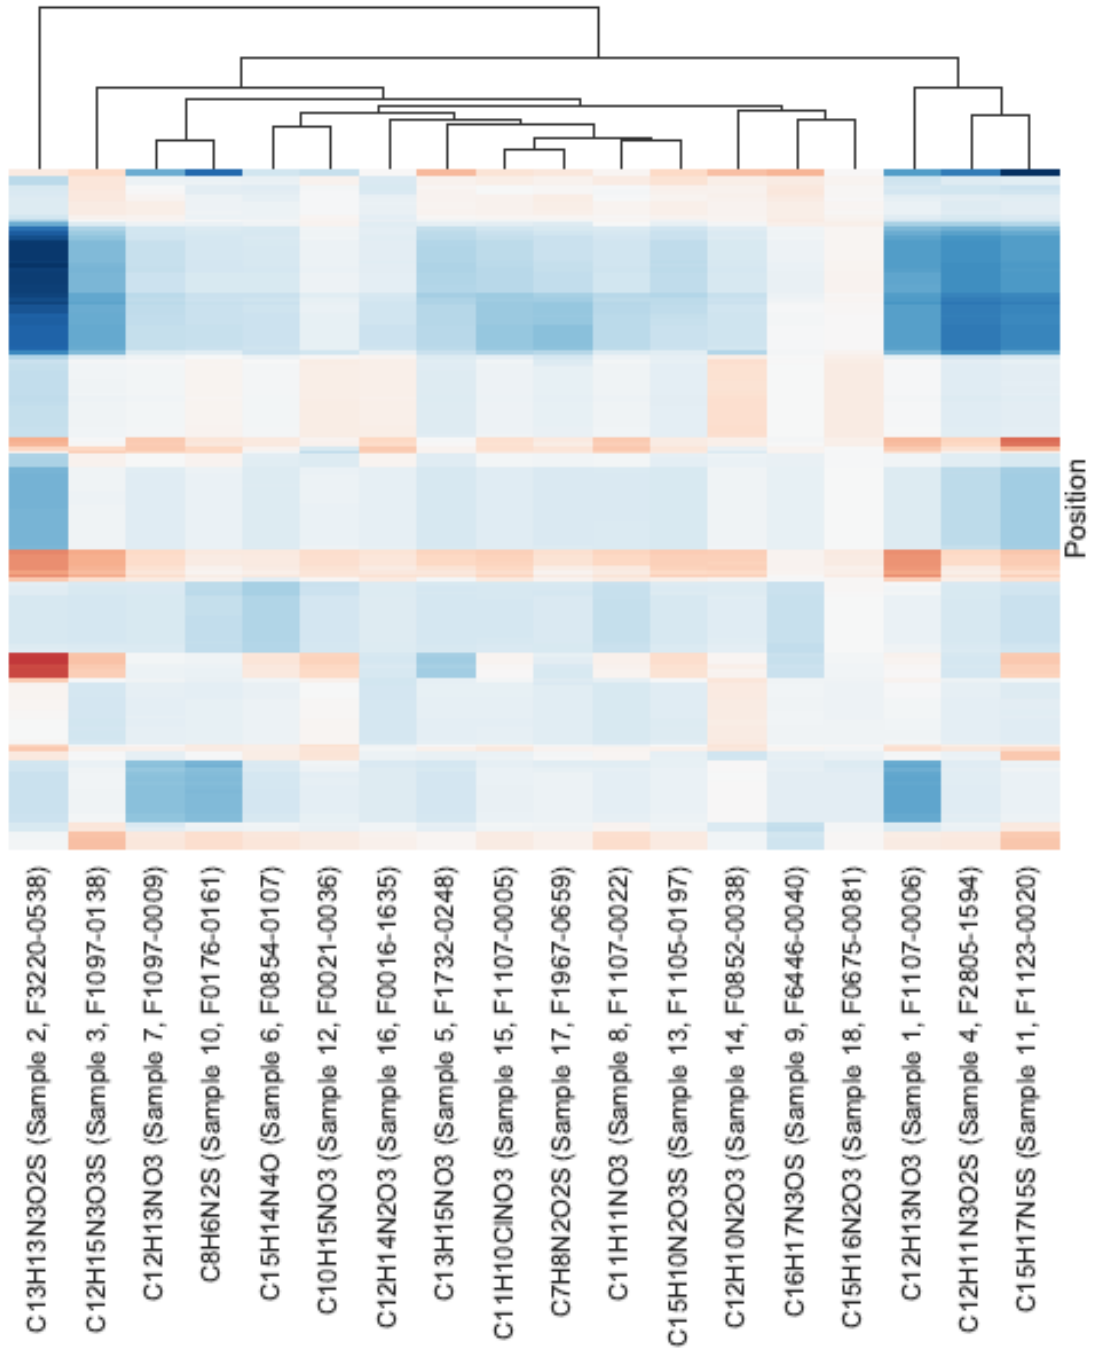 Position
C13H13N3O2S (Sample 2, F3220-0538)
C12H15N3O3S (Sample 3, F1097-0138)
C12H13NO3 (Sample 7, F1097-0009)
C8H6N2S (Sample 10, F0176-0161)
C15H14N4O (Sample 6, F0854-0107)
C10H15NO3 (Sample 12, F0021-0036)
C12H14N2O3 (Sample 16, F0016-1635)
C13H15NO3 (Sample 5, F1732-0248)
C11H10ClNO3 (Sample 15, F1107-0005)
C7H8N2O2S (Sample 17, F1967-0659)
C11H11NO3 (Sample 8, F1107-0022)
C15H10N2O3S (Sample 13, F1105-0197)
C12H10N2O3 (Sample 14, F0852-0038)
C16H17N3OS (Sample 9, F6446-0040)
C15H16N2O3 (Sample 18, F0675-0081)
C12H13NO3 (Sample 1, F1107-0006)
C12H11N3O2S (Sample 4, F2805-1594)
C15H17N5S (Sample 11, F1123-0020)